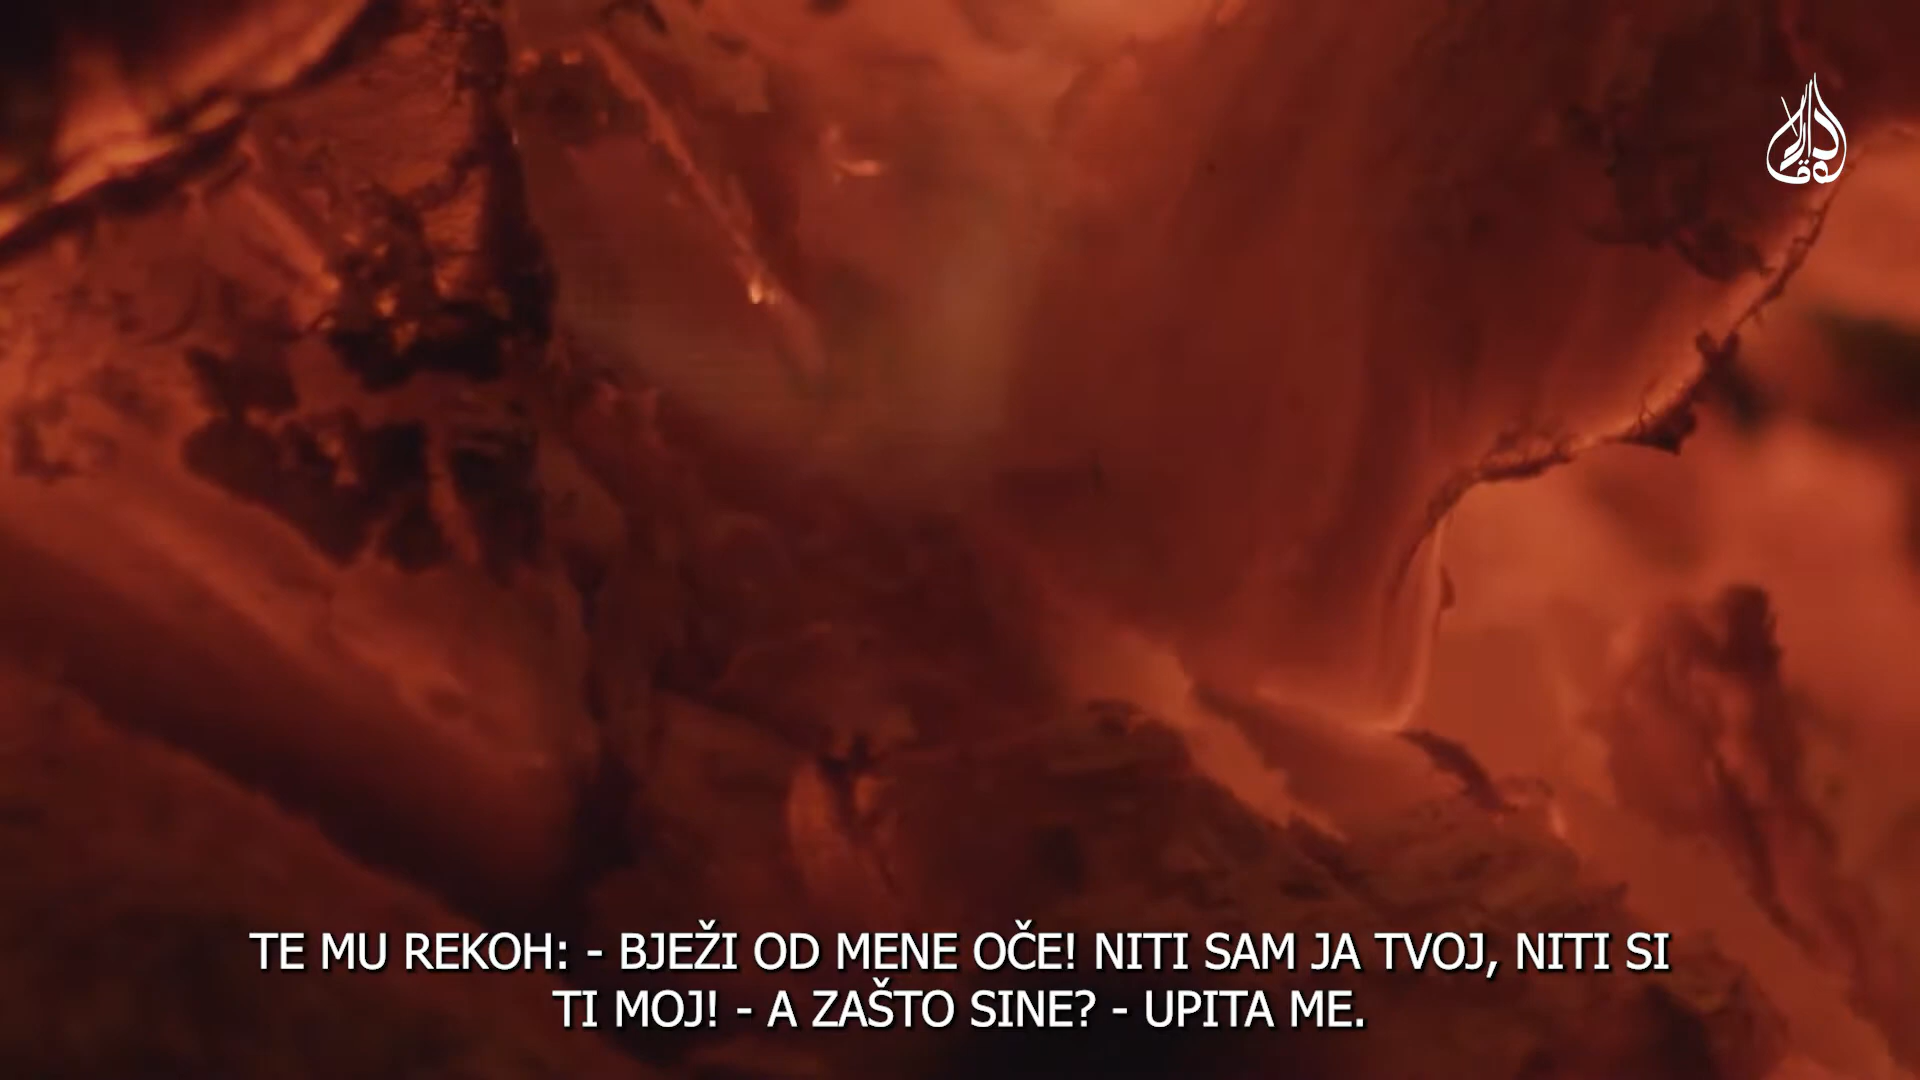 TE MU REKOH: - BJEŽI OD MENE OČE! NITI SAM JA TVOJ, NITI SI
TI MOJ! - A ZAŠTO SINE? - UPITA ME.